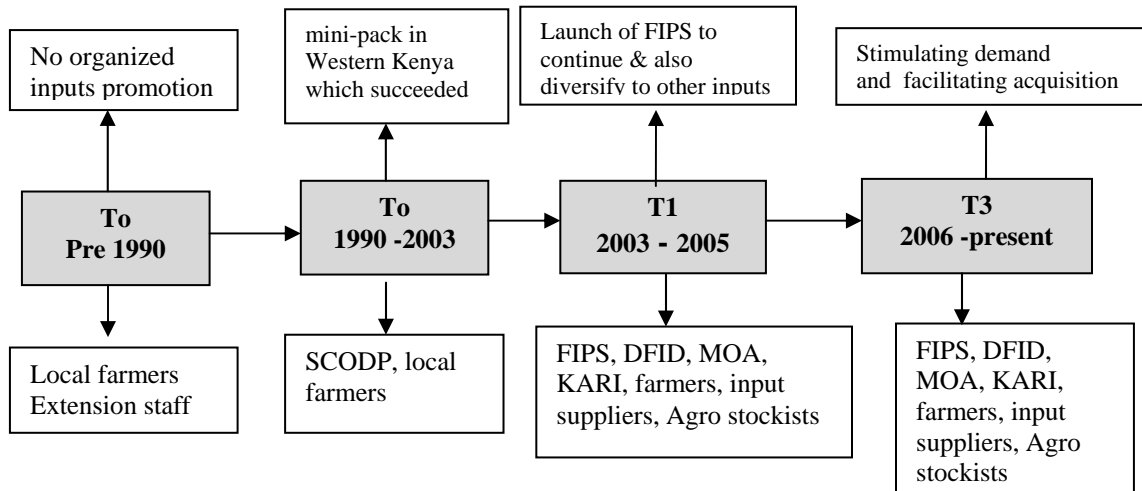 No organized
inputs promotion
mini-pack in
Western Kenya
which succeeded
Launch of FIPS to
continue & also
diversify to other inputs
Stimulating demand
and facilitating acquisition
To
Pre 1990
To
1990 -2003
T1
2003 - 2005
T3
2006 -present
Local farmers
Extension staff
SCODP, local
farmers
FIPS, DFID, MOA,
KARI, farmers, input
suppliers, Agro stockists
FIPS, DFID,
MOA, KARI,
farmers, input
suppliers, Agro
stockists